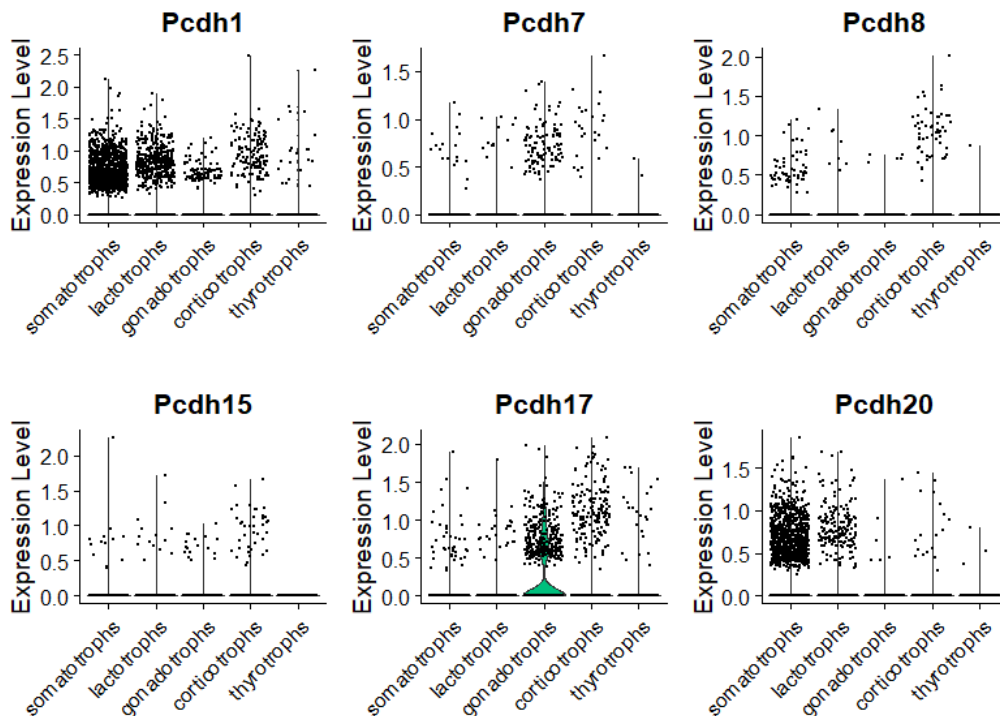 Pcdh1
Expression Level
2.5
2.0
1.5
1.0
0.5
0.0
somatotrophs
lactotrophs
gonadotrophs
corticotrophs
thyrotrophs
Pcdh7
Expression Level
1.5
1.0
0.5
0.0
somatotrophs
lactotrophs
gonadotrophs
corticotrophs
thyrotrophs
Pcdh8
Expression Level
2.0
1.5
1.0
0.5
0.0
somatotrophs
lactotrophs
gonadotrophs
corticotrophs
thyrotrophs
Pcdh15
Expression Level
2.0
1.5
1.0
0.5
0.0
somatotrophs
lactotrophs
gonadotrophs
corticotrophs
thyrotrophs
Pcdh17
Expression Level
2.0
1.5
1.0
0.5
0.0
somatotrophs
lactotrophs
gonadotrophs
corticotrophs
thyrotrophs
Pcdh20
Expression Level
1.5
1.0
0.5
0.0
somatotrophs
lactotrophs
gonadotrophs
corticotrophs
thyrotrophs